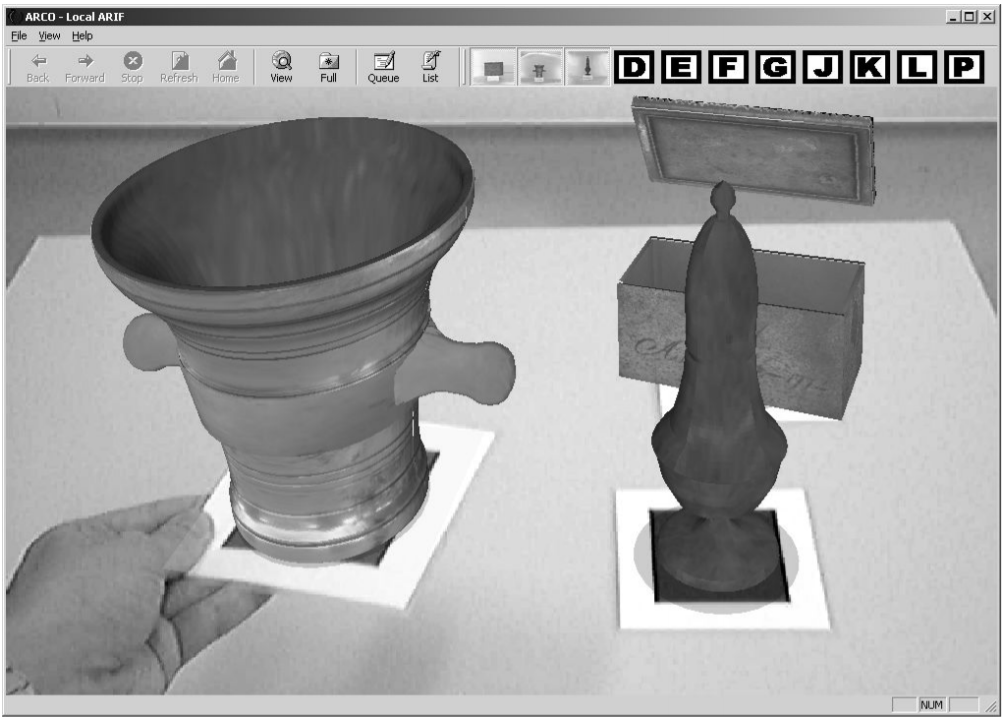 ARCO - Local ARIF
File View Help
Back Forward Stop Refresh Home View Full Queue List D E F G J K L P
NUM